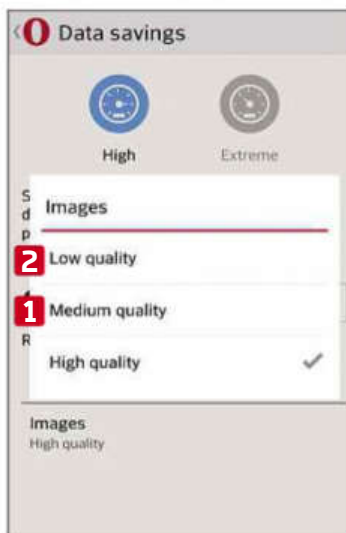 Data savings
High Extreme
S
d
p
Images
2 Low quality
1 Medium quality
R
High quality
Images
High quality